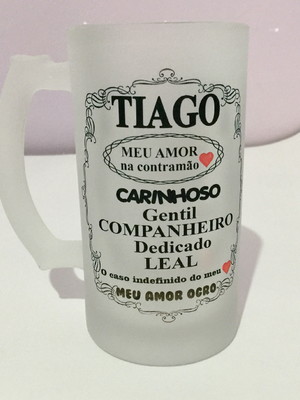 TIAGO
MEU AMOR
na contramão
CARINHOSO
Gentil
COMPANHEIRO
Dedicado
LEAL
O caso indefinido do meu
MEU AMOR OGRO